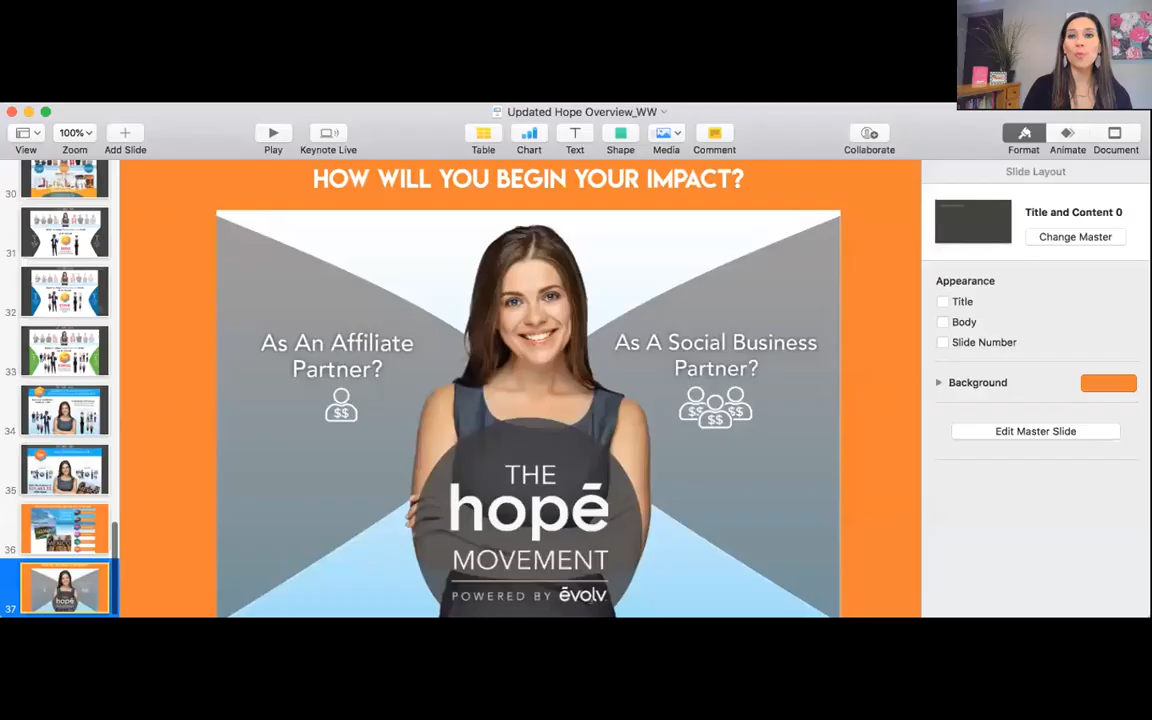 Updated Hope Overview_WW
100%
View
Zoom
Add Slide
Play
Keynote Live
Table
Chart
Text
Shape
Media
Comment
Collaborate
Format
Animate
Document
30
31
32
33
34
35
36
37
HOW WILL YOU BEGIN YOUR IMPACT?
As An Affiliate
Partner?
$$
As A Social Business
Partner?
$$ $$
$$
THE
hopē
MOVEMENT
POWERED BY ēvolv
Slide Layout
Title and Content 0
Change Master
Appearance
Title
Body
Slide Number
Background
Edit Master Slide